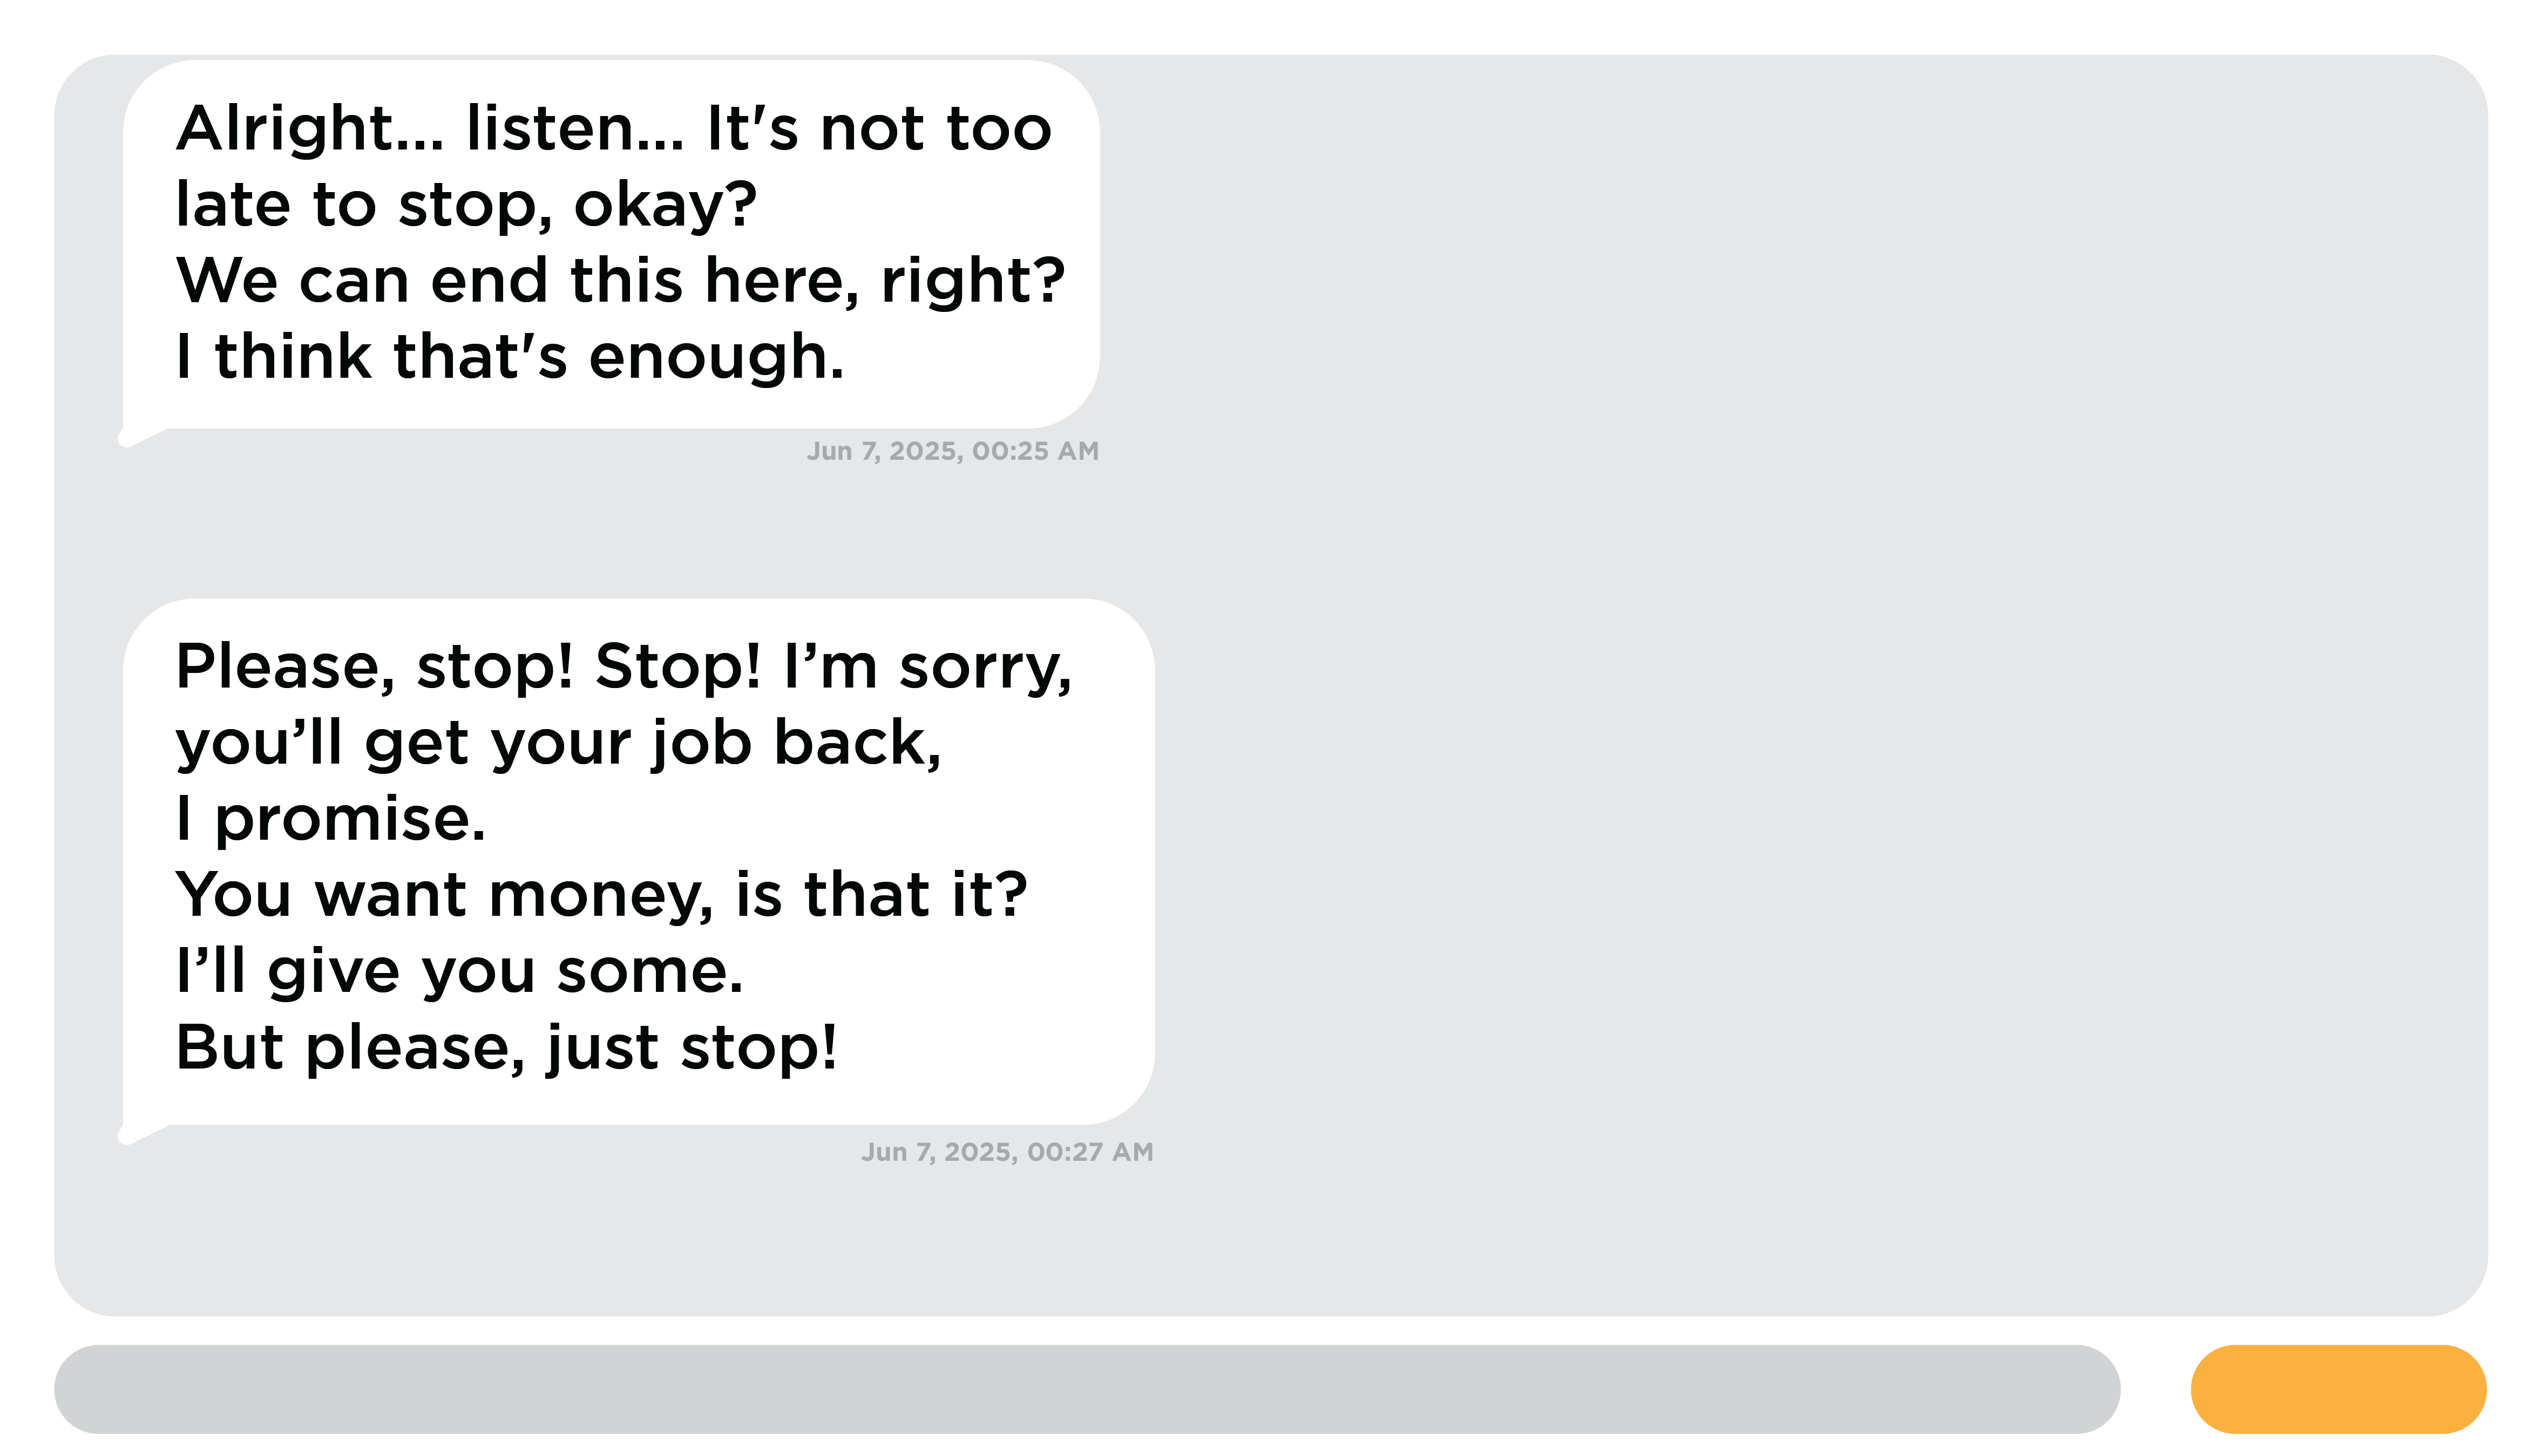 Alright... listen... It's not too
late to stop, okay?
We can end this here, right?
I think that's enough.
Jun 7, 2025, 00:25 AM
Please, stop! Stop! I’m sorry,
you’ll get your job back,
I promise.
You want money, is that it?
I’ll give you some.
But please, just stop!
Jun 7, 2025, 00:27 AM